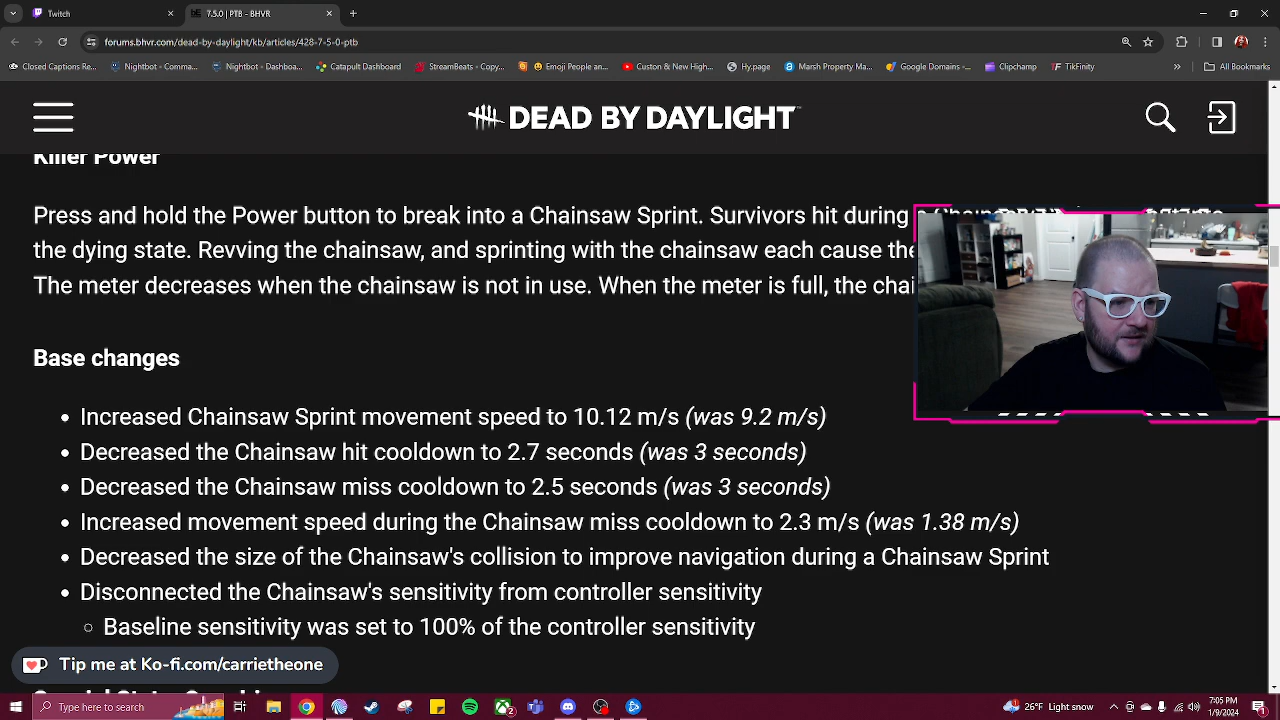 Twitch
7.5.0 | PTB - BHVR
forums.bhvr.com/dead-by-daylight/kb/articles/428-7-5-0-ptb
Closed Captions Re...
Nightbot - Comma...
Nightbot - Dashboa...
Catapult Dashboard
StreamBeats - Copy...
Emoji People an...
Custon & New High...
Hy.page
Marsh Property Ma...
Google Domains -...
Clipchamp
TikFinity
All Bookmarks
DEAD BY DAYLIGHT
Killer Power
Press and hold the Power button to break into a Chainsaw Sprint. Survivors hit during
the dying state. Revving the chainsaw, and sprinting with the chainsaw each cause the
The meter decreases when the chainsaw is not in use. When the meter is full, the chai
Base changes
• Increased Chainsaw Sprint movement speed to 10.12 m/s (was 9.2 m/s)
• Decreased the Chainsaw hit cooldown to 2.7 seconds (was 3 seconds)
• Decreased the Chainsaw miss cooldown to 2.5 seconds (was 3 seconds)
• Increased movement speed during the Chainsaw miss cooldown to 2.3 m/s (was 1.38 m/s)
• Decreased the size of the Chainsaw's collision to improve navigation during a Chainsaw Sprint
• Disconnected the Chainsaw's sensitivity from controller sensitivity
○ Baseline sensitivity was set to 100% of the controller sensitivity
Tip me at Ko-fi.com/carrietheone
Type here to search
26°F Light snow
7:05 PM
1/9/2024